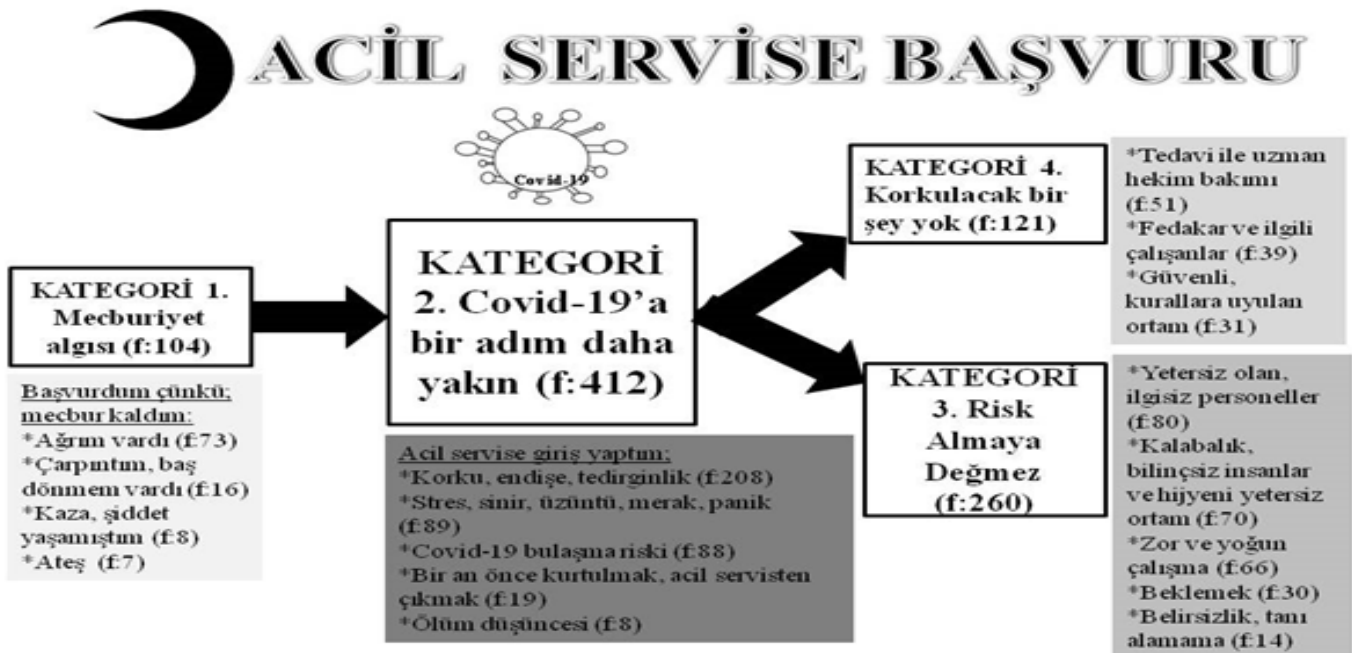 ACİL SERVİSE BAŞVURU
Covid-19
KATEGORİ 1.
Mecburiyet
algısı (f:104)
Başvurdum çünkü;
mecbur kaldım:
*Ağrım vardı (f:73)
*Çarpıntım, baş
dönmem vardı (f:16)
*Kaza, şiddet
yaşamıştım (f:8)
*Ateş (f:7)
KATEGORİ
2. Covid-19’a
bir adım daha
yakın (f:412)
Acil servise giriş yaptım;
*Korku, endişe, tedirginlik (f:208)
*Stres, sinir, üzüntü, merak, panik
(f:89)
*Covid-19 bulaşma riski (f:88)
*Bir an önce kurtulmak, acil servisten
çıkmak (f:19)
*Ölüm düşüncesi (f:8)
KATEGORİ 4.
Korkulacak bir
şey yok (f:121)
*Tedavi ile uzman
hekim bakımı
(f:51)
*Fedakar ve ilgili
çalışanlar (f:39)
*Güvenli,
kurallara uyulan
ortam (f:31)
KATEGORİ
3. Risk
Almaya
Değmez
(f:260)
*Yetersiz olan,
ilgisiz personeller
(f:80)
*Kalabalık,
bilinçsiz insanlar
ve hijyeni yetersiz
ortam (f:70)
*Zor ve yoğun
çalışma (f:66)
*Beklemek (f:30)
*Belirsizlik, tanı
alamama (f:14)